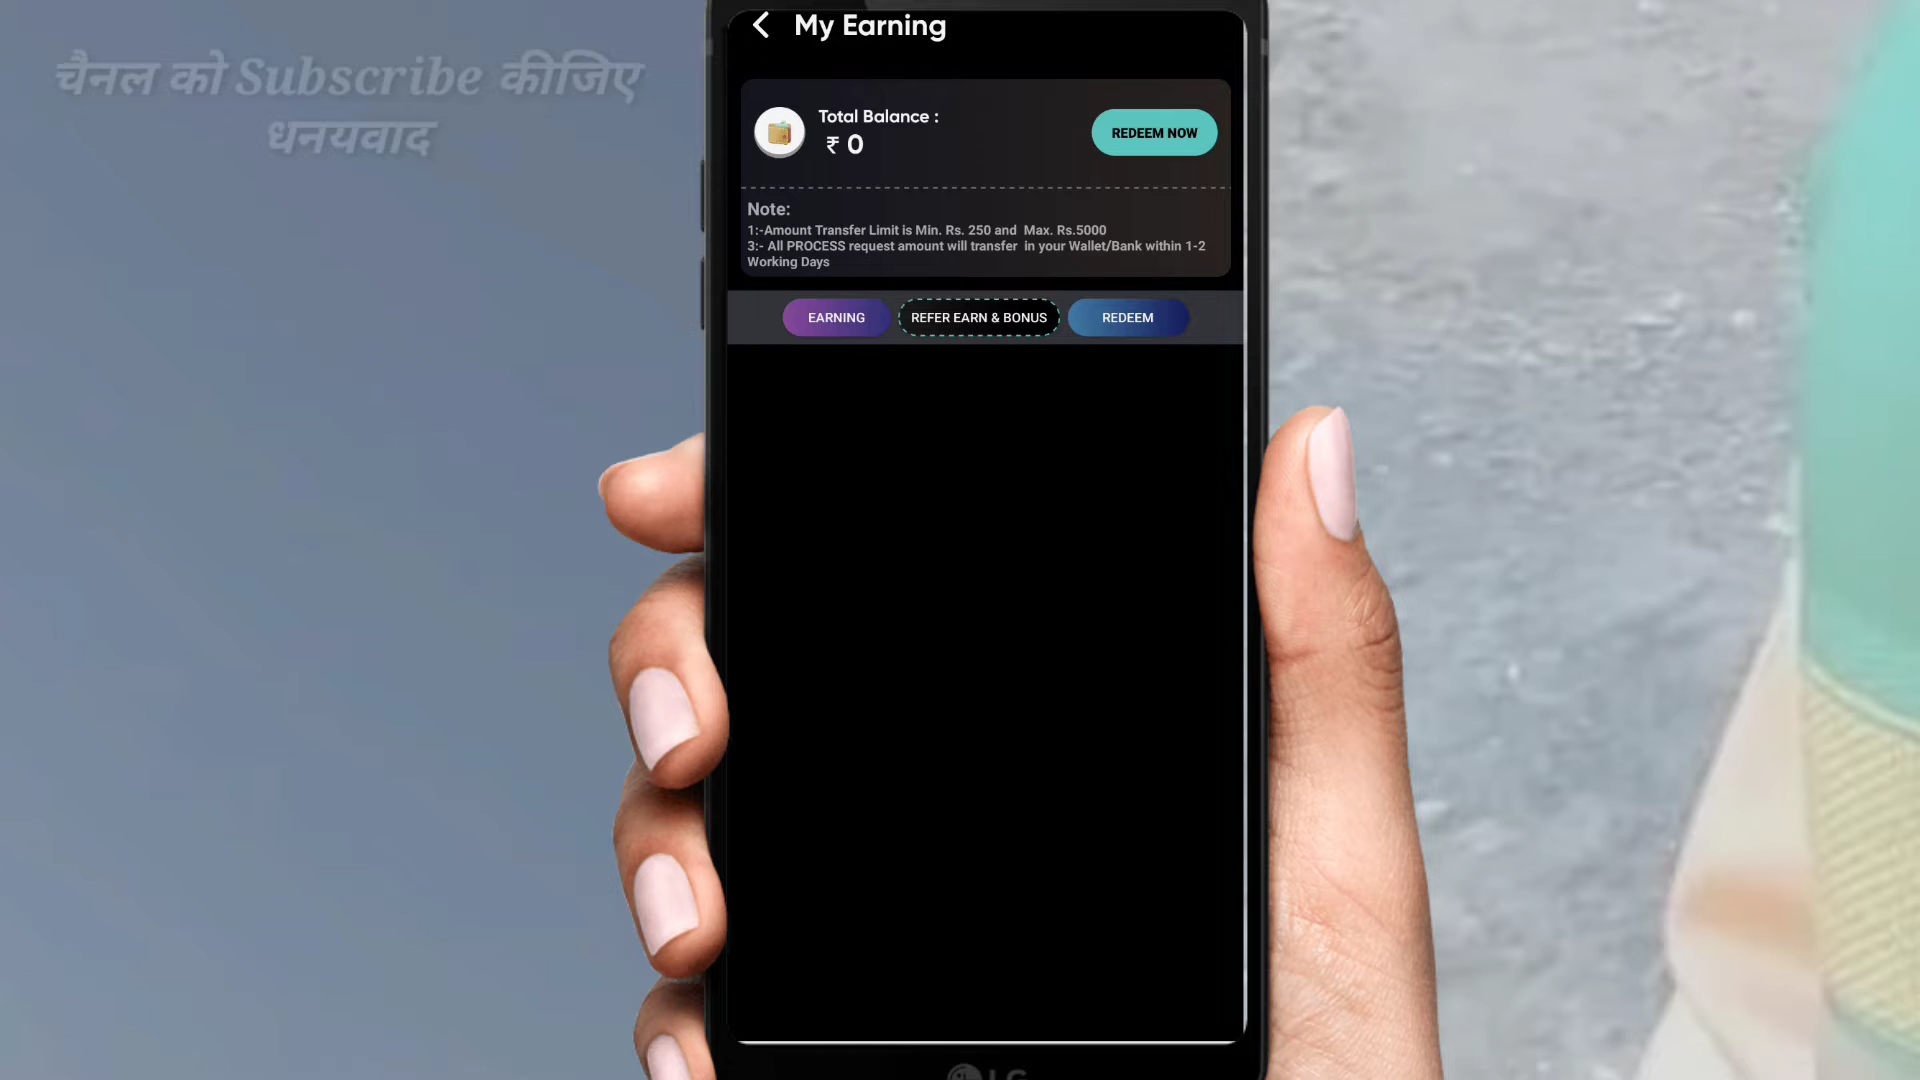 चैनल को Subscribe कीजिए
धनयवाद
My Earning
Total Balance :
₹ 0
REDEEM NOW
Note:
1:-Amount Transfer Limit is Min. Rs. 250 and Max. Rs.5000
3:- All PROCESS request amount will transfer in your Wallet/Bank within 1-2
Working Days
EARNING
REFER EARN & BONUS
REDEEM
LG